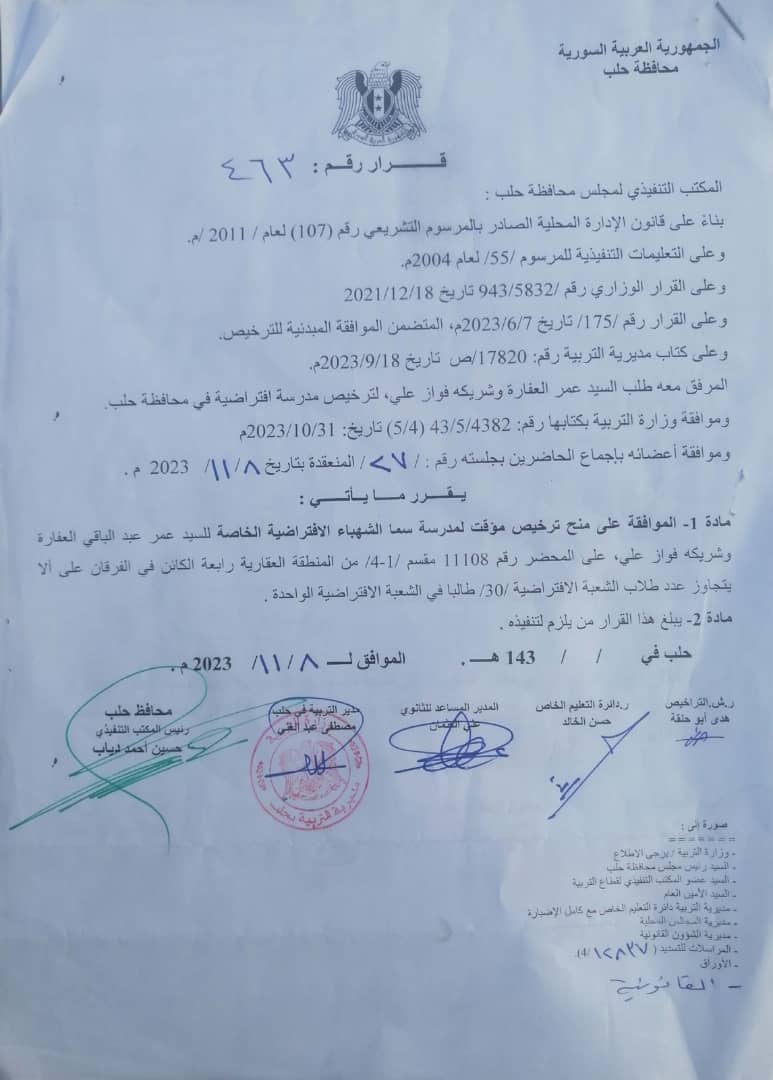 الجمهورية العربية السورية
محافظة حلب
قـــــرار رقـــم : ٤٦٣
المكتب التنفيذي لمجلس محافظة حلب :
بناءً على قانون الإدارة المحلية الصادر بالمرسوم التشريعي رقم (107) لعام / 2011 /م.
وعلى التعليمات التنفيذية للمرسوم /55/ لعام 2004م.
وعلى القرار الوزاري رقم /943/5832 تاريخ 2021/12/18
وعلى القرار رقم /175/ تاريخ 2023/6/7م، المتضمن الموافقة المبدئية للترخيص.
وعلى كتاب مديرية التربية رقم: 17820/ص تاريخ 2023/9/18م.
المرفق معه طلب السيد عمر العفارة وشريكه فواز علي، لترخيص مدرسة افتراضية في محافظة حلب.
وموافقة وزارة التربية بكتابها رقم: 43/5/4382 (5/4) تاريخ: 2023/10/31م
وموافقة أعضائه بإجماع الحاضرين بجلسته رقم : / ٢٧ / المنعقدة بتاريخ ٨ /١١/ 2023 م .
يـقـرر مـا يـأتـــي :
مادة 1- الموافقة على منح ترخيص مؤقت لمدرسة سما الشهباء الافتراضية الخاصة للسيد عمر عبد الباقي العفارة
وشريكه فواز علي، على المحضر رقم 11108 مقسم /1-4/ من المنطقة العقارية رابعة الكائن في الفرقان على ألا
يتجاوز عدد طلاب الشعبة الافتراضية /30/ طالبا في الشعبة الافتراضية الواحدة .
مادة 2- يبلغ هذا القرار من يلزم لتنفيذه .
حلب في / / 143 هـــ . الموافق لـــ ٨ /١١/ 2023 م .
ر.ش.التراخيص
هدى أبو حلقة
ر.دائرة التعليم الخاص
حسن الخالد
المدير المساعد للثانوي
علي العثمان
مدير التربية في حلب
مصطفى عبد الغني
محافظ حلب
رئيس المكتب التنفيذي
حسين أحمد دياب
مديرية التربية بحلب
صورة إلى :
= = = = = = =
- وزارة التربية / يرجى الاطلاع
- السيد رئيس مجلس محافظة حلب
- السيد عضو المكتب التنفيذي لقطاع التربية
- السيد الأمين العام
- مديرية التربية دائرة التعليم الخاص مع كامل الإضبارة
- مديرية المجالس المحلية
- مديرية الشؤون القانونية
- المراسلات للتسديد ( ١٢٨٣٧ /4).
- الأوراق
- القانونية